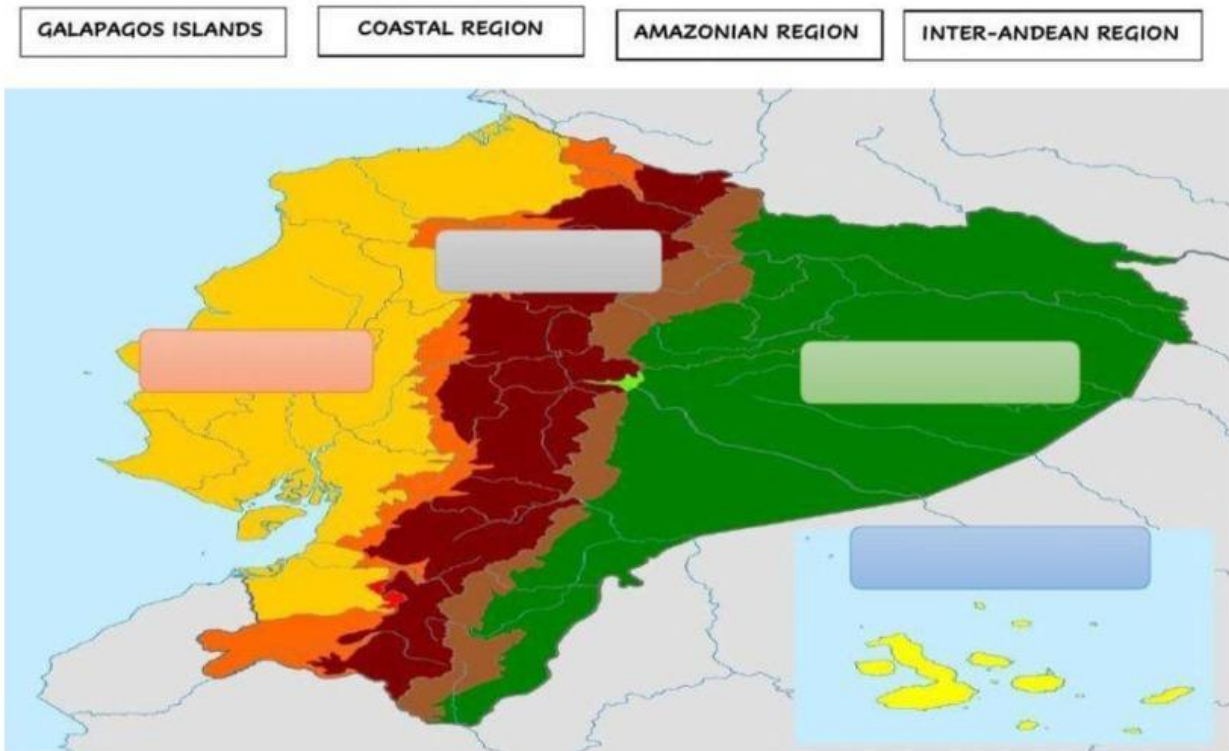 GALAPAGOS ISLANDS
COASTAL REGION
AMAZONIAN REGION
INTER-ANDEAN REGION